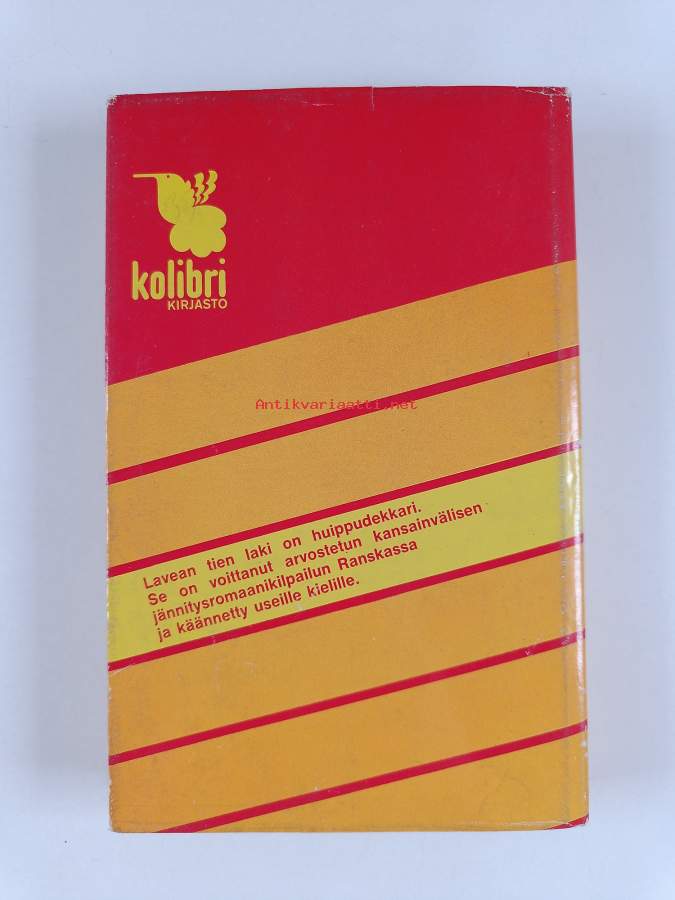 kolibri
KIRJASTO
Antikvariaatti.net
Lavean tien laki on huippudekkari.
Se on voittanut arvostetun kansainvälisen
jännitysromaanikilpailun Ranskassa
ja käännetty useille kielille.